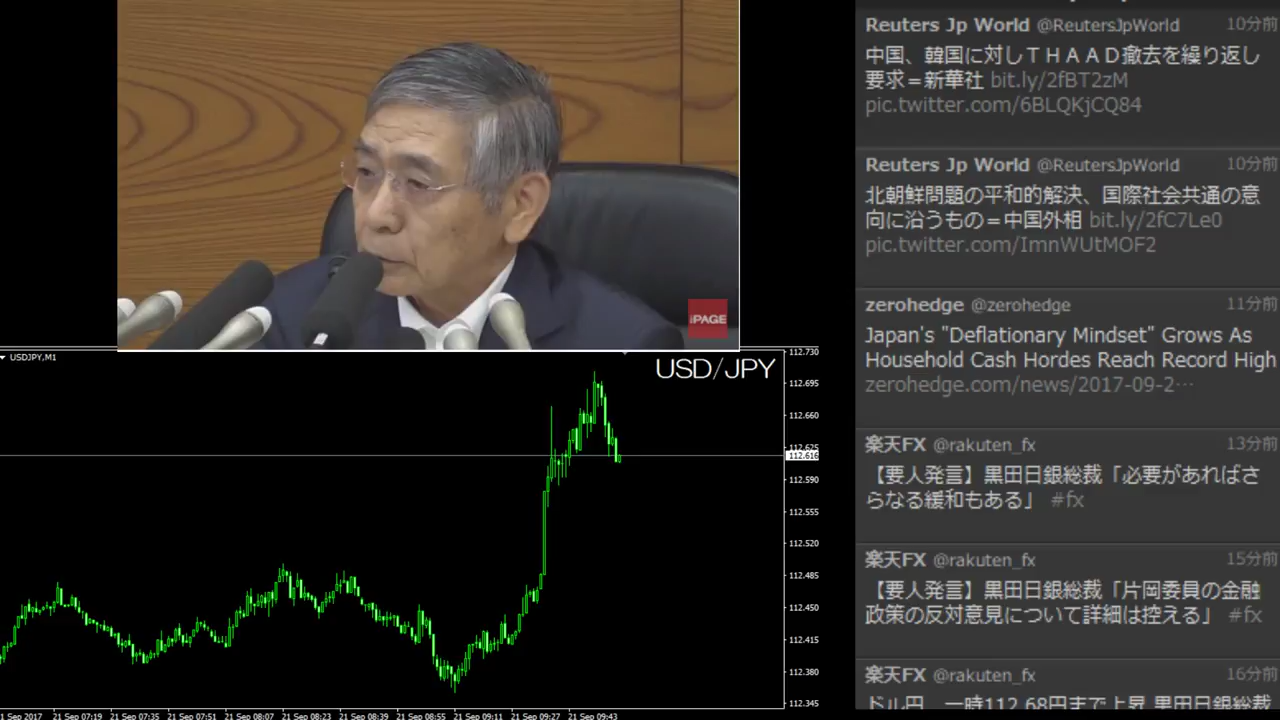 iPAGE
USDJPY,M1
USD/JPY
112.730
112.695
112.660
112.625
112.616
112.590
112.555
112.520
112.485
112.450
112.415
112.380
112.345
1 Sep 2017 21 Sep 07:19 21 Sep 07:35 21 Sep 07:51 21 Sep 08:07 21 Sep 08:23 21 Sep 08:39 21 Sep 08:55 21 Sep 09:11 21 Sep 09:27 21 Sep 09:43
Reuters Jp World @ReutersJpWorld 10分前
中国、韓国に対しＴＨＡＡＤ撤去を繰り返し
要求＝新華社 bit.ly/2fBT2zM
pic.twitter.com/6BLQKjCQ84
Reuters Jp World @ReutersJpWorld 10分前
北朝鮮問題の平和的解決、国際社会共通の意
向に沿うもの＝中国外相 bit.ly/2fC7Le0
pic.twitter.com/ImnWUtMOF2
zerohedge @zerohedge 11分前
Japan's "Deflationary Mindset" Grows As
Household Cash Hordes Reach Record High
zerohedge.com/news/2017-09-2…
楽天FX @rakuten_fx 13分前
【要人発言】黒田日銀総裁「必要があればさ
らなる緩和もある」 #fx
楽天FX @rakuten_fx 15分前
【要人発言】黒田日銀総裁「片岡委員の金融
政策の反対意見について詳細は控える」 #fx
楽天FX @rakuten_fx 16分前
ドル円、一時112.68円まで上昇 黒田日銀総裁